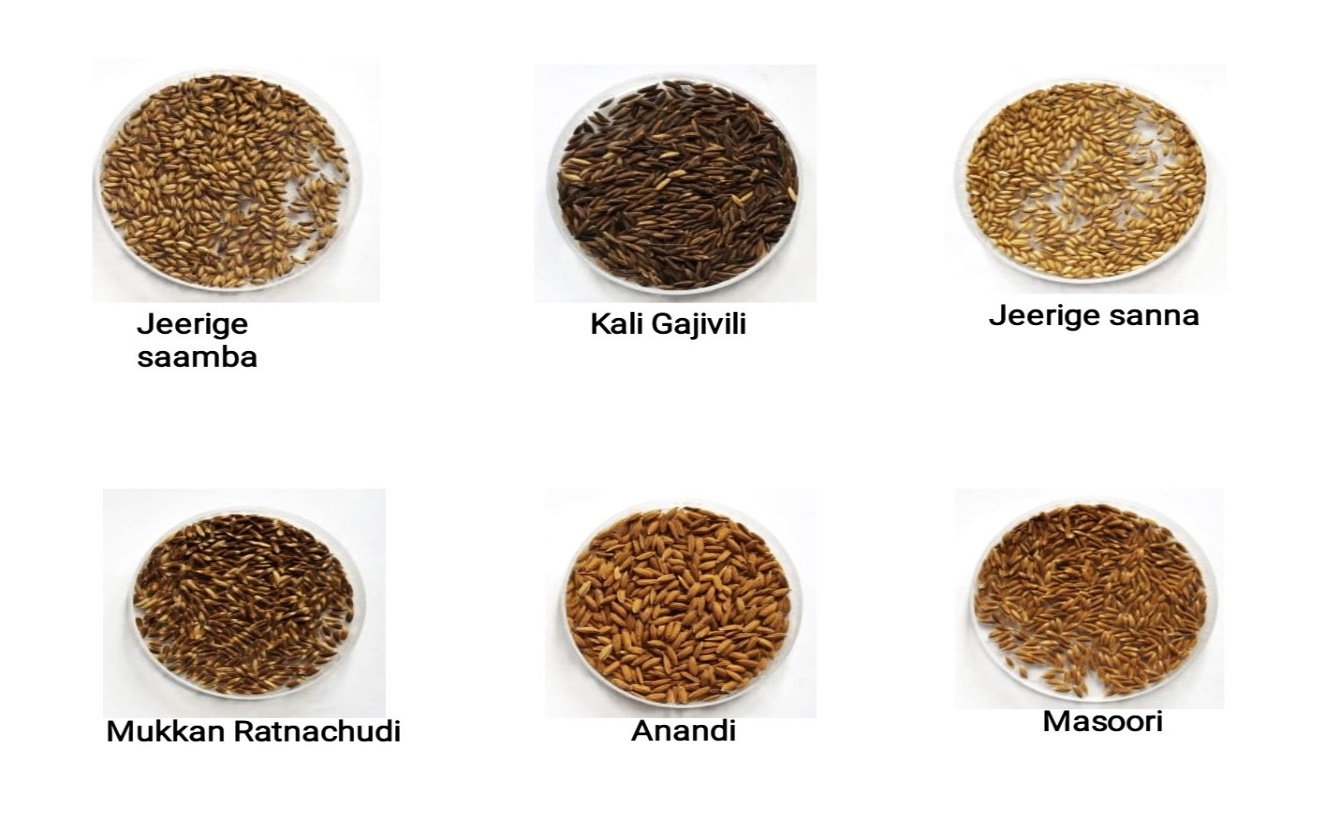 Jeerige
saamba
Kali Gajivili
Jeerige sanna
Mukkan Ratnachudi
Anandi
Masoori